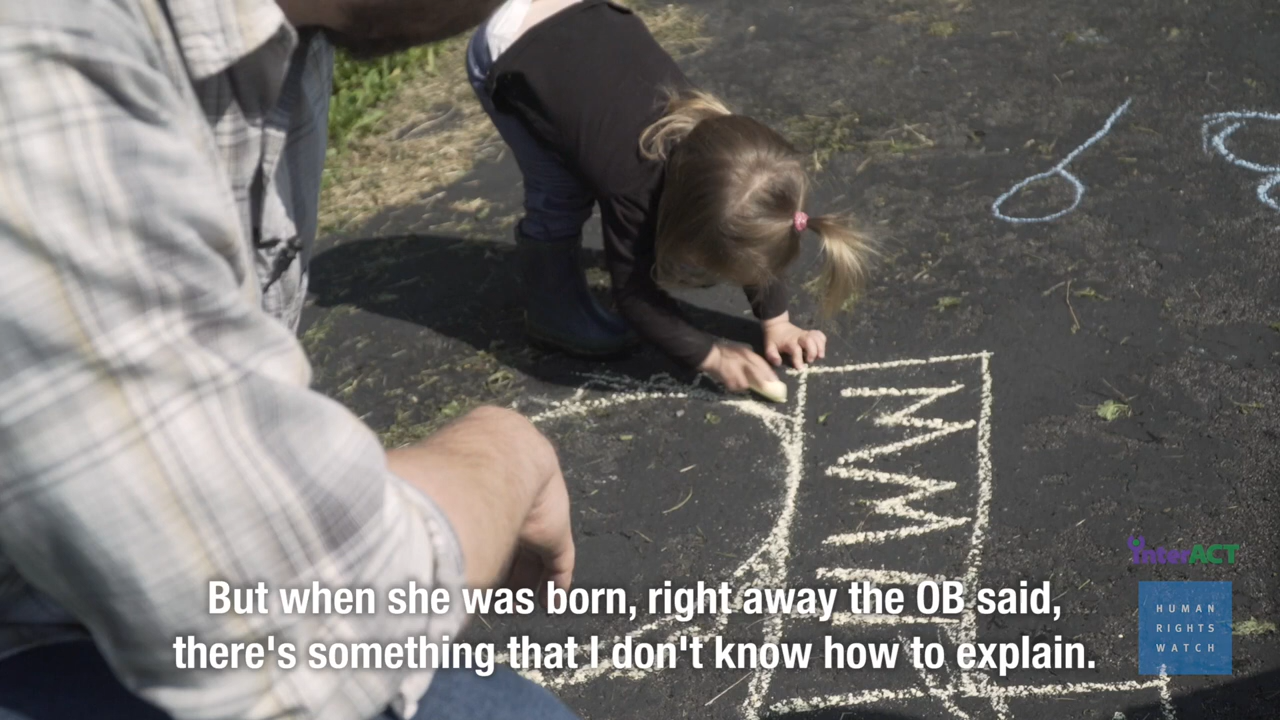 interACT
HUMAN
RIGHTS
WATCH
But when she was born, right away the OB said,
there's something that I don't know how to explain.